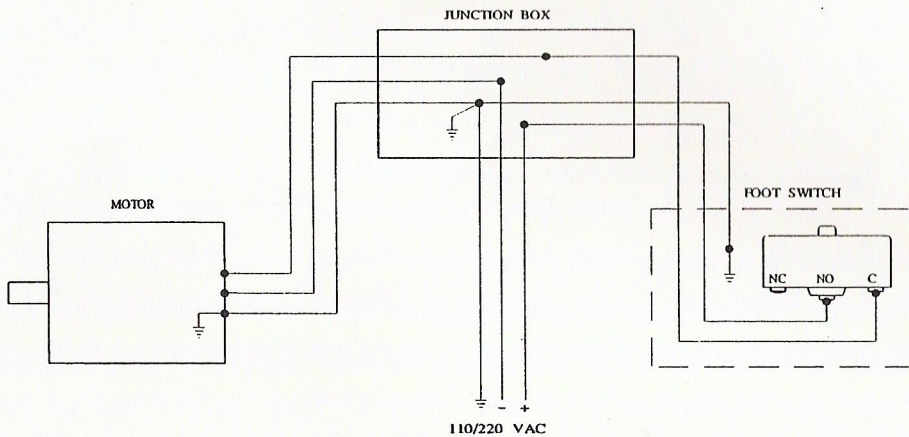 JUNCTION BOX
MOTOR
FOOT SWITCH
NC NO C
- +
110/220 VAC